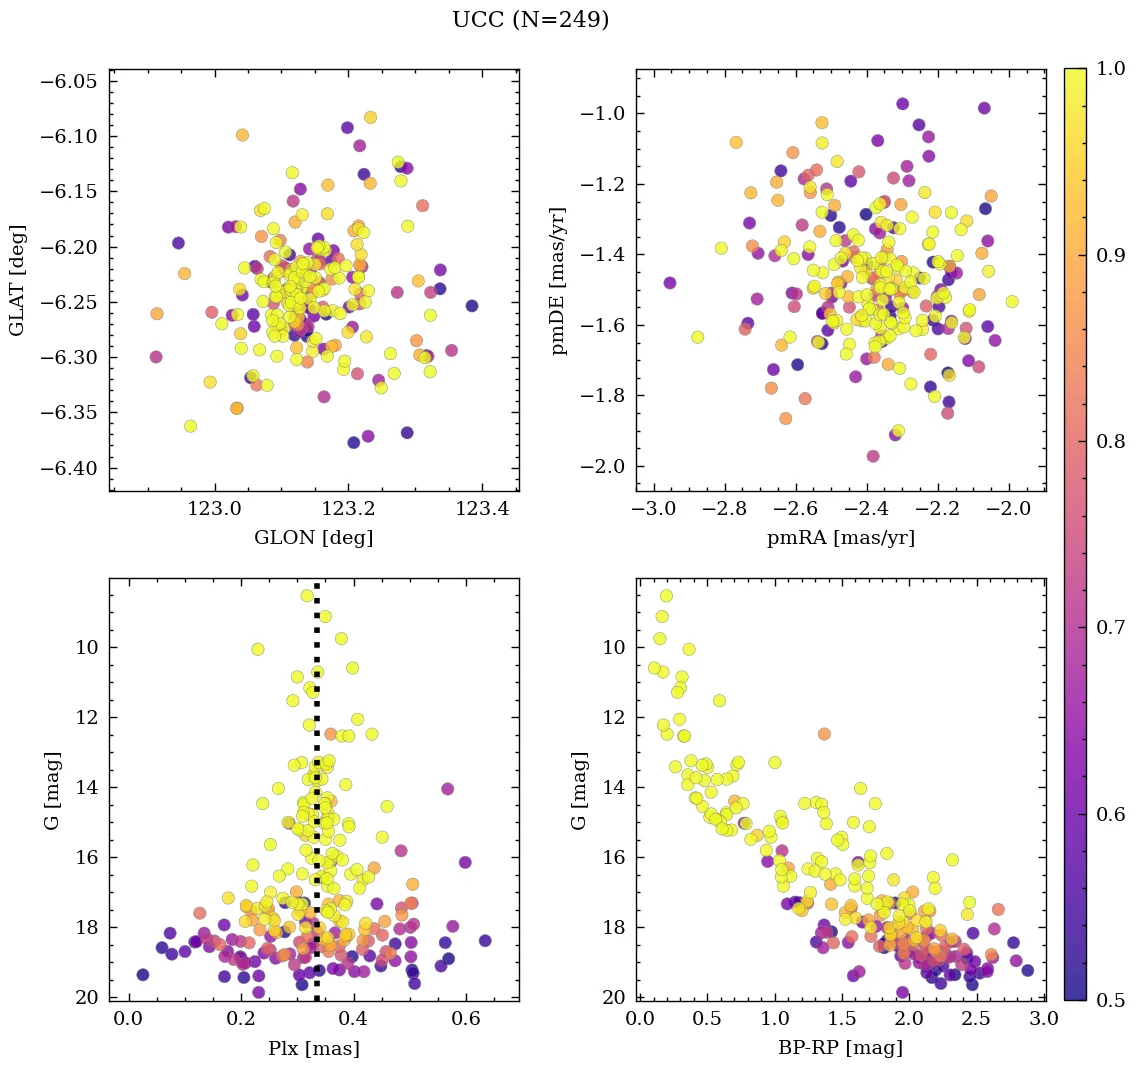 UCC (N=249)
−6.05
−6.10
−6.15
−6.20
−6.25
−6.30
−6.35
−6.40
GLAT [deg]
123.0 123.2 123.4
GLON [deg]
−1.0
−1.2
−1.4
−1.6
−1.8
−2.0
pmDE [mas/yr]
−3.0 −2.8 −2.6 −2.4 −2.2 −2.0
pmRA [mas/yr]
10
12
14
16
18
20
G [mag]
0.0 0.2 0.4 0.6
Plx [mas]
10
12
14
16
18
20
G [mag]
0.0 0.5 1.0 1.5 2.0 2.5 3.0
BP-RP [mag]
1.0
0.9
0.8
0.7
0.6
0.5